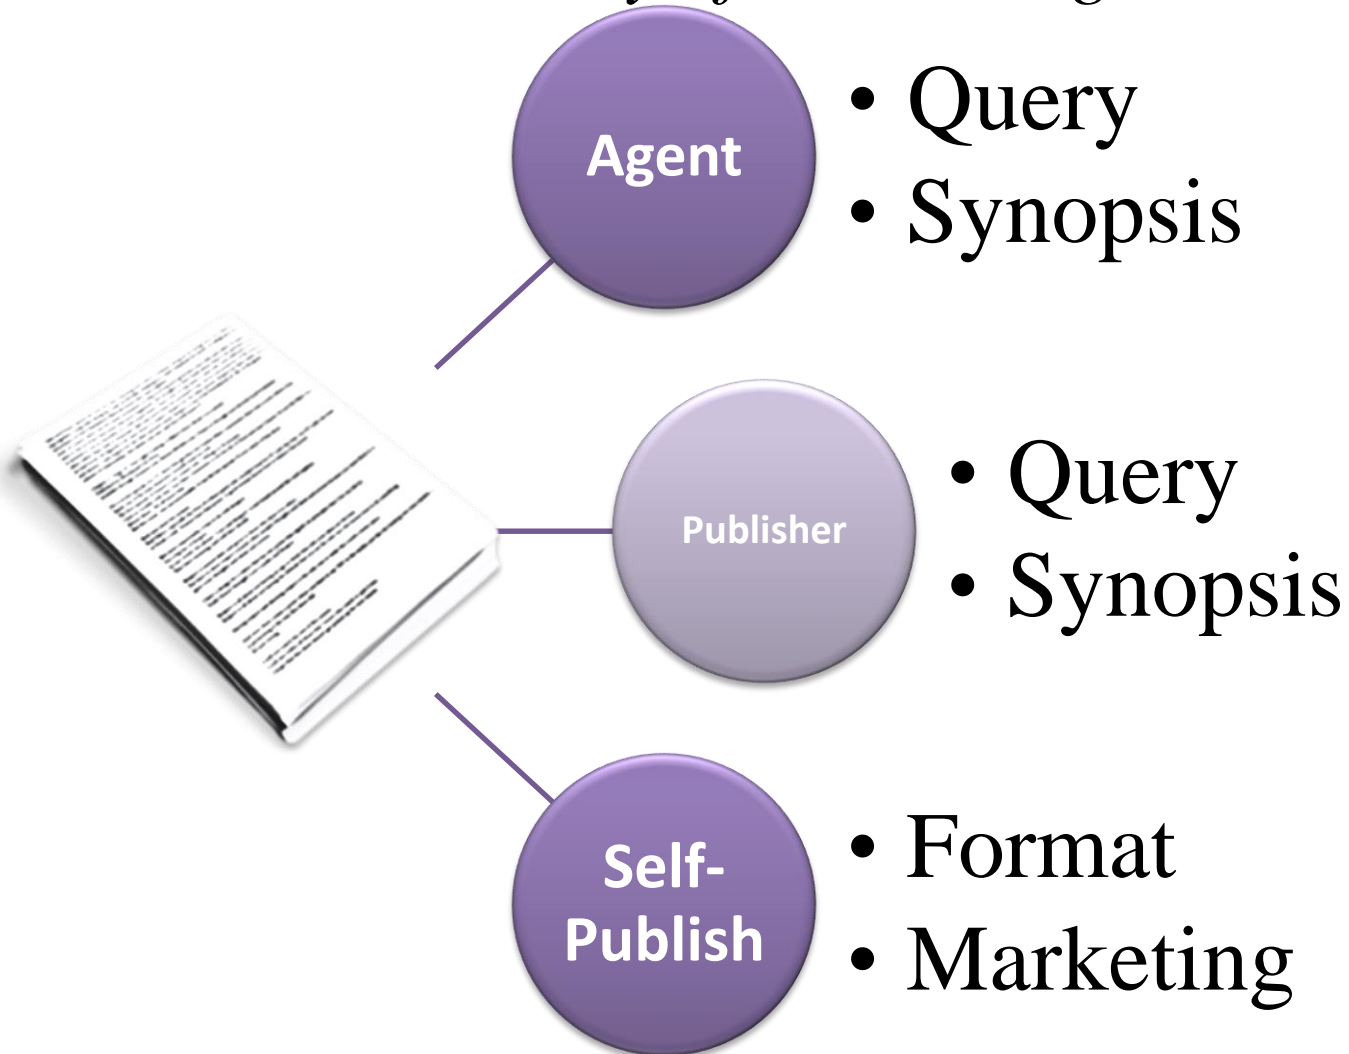 Agent
• Query
• Synopsis
Publisher
• Query
• Synopsis
Self-
Publish
• Format
• Marketing